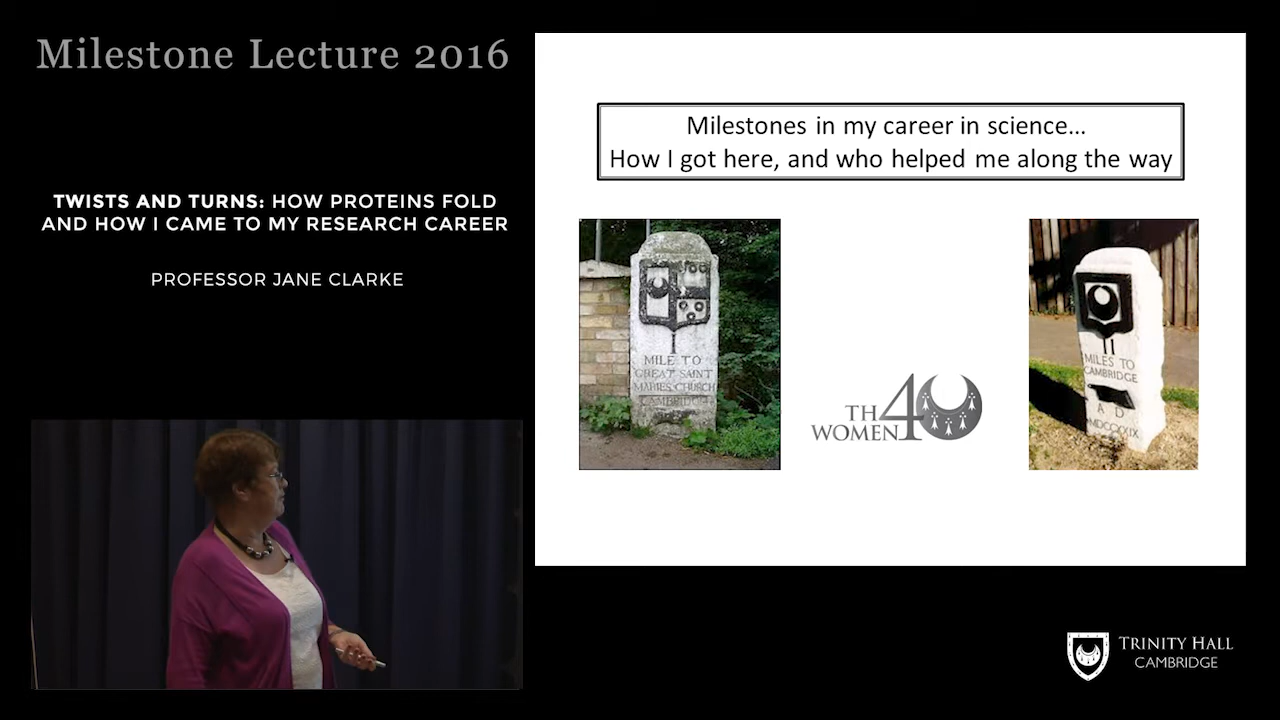 Milestone Lecture 2016
TWISTS AND TURNS: HOW PROTEINS FOLD
AND HOW I CAME TO MY RESEARCH CAREER
PROFESSOR JANE CLARKE
Milestones in my career in science...
How I got here, and who helped me along the way
I
MILE TO
GREAT SAINT
MARIES CHURCH
CAMBRIDGE
TH
WOMEN 40
II
MILES TO
CAMBRIDGE
A D
MDCCXXIX
TRINITY HALL
CAMBRIDGE